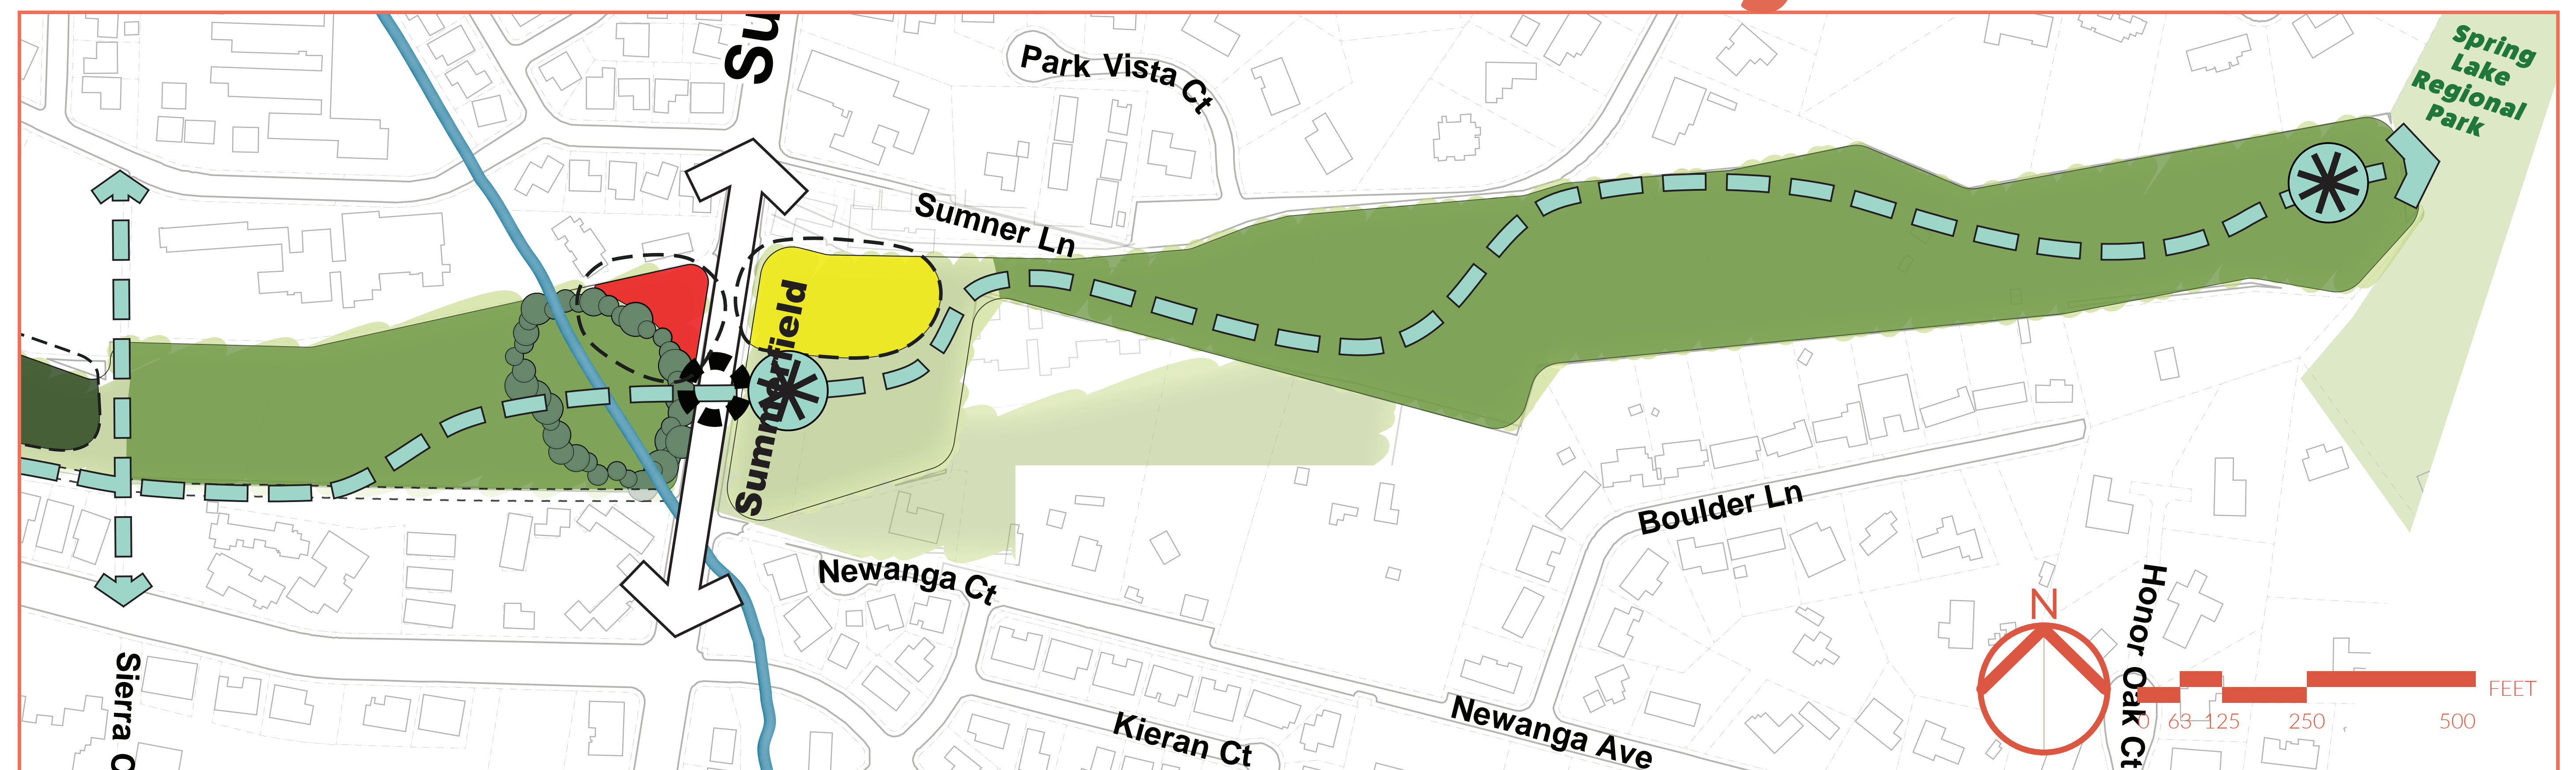 Su
Park Vista Ct
Spring
Lake
Regional
Park
Sumner Ln
Summerfield
Boulder Ln
Newanga Ct
Honor Oak Ct
N
Sierra C
FEET
0 63 125 250 500
Kieran Ct
Newanga Ave